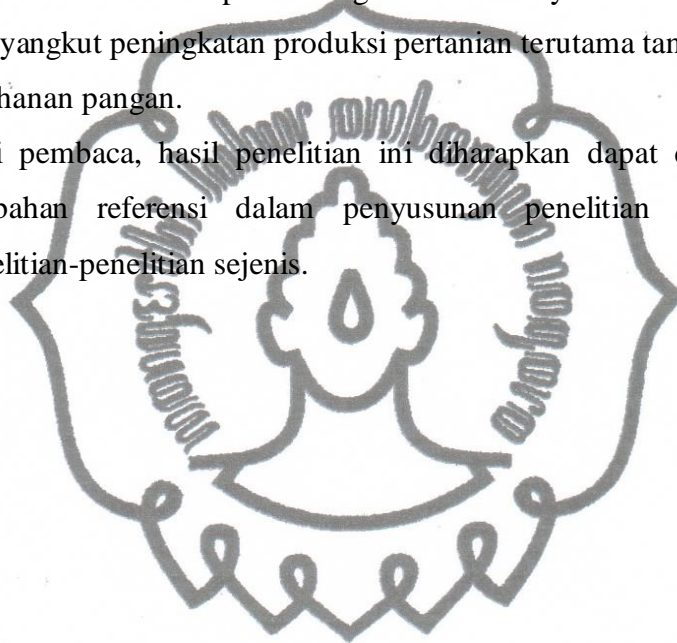 yangkut peningkatan produksi pertanian terutama tan
hanan pangan.
i pembaca, hasil penelitian ini diharapkan dapat
bahan referensi dalam penyusunan penelitian
elitian-penelitian sejenis.